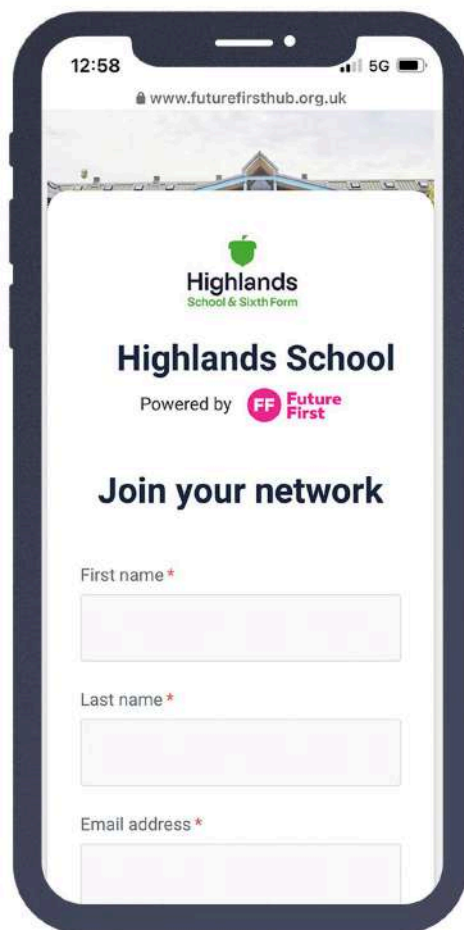 12:58
5G
www.futurefirsthub.org.uk
Highlands
School & Sixth Form
Highlands School
Powered by FF Future
First
Join your network
First name *
Last name *
Email address *